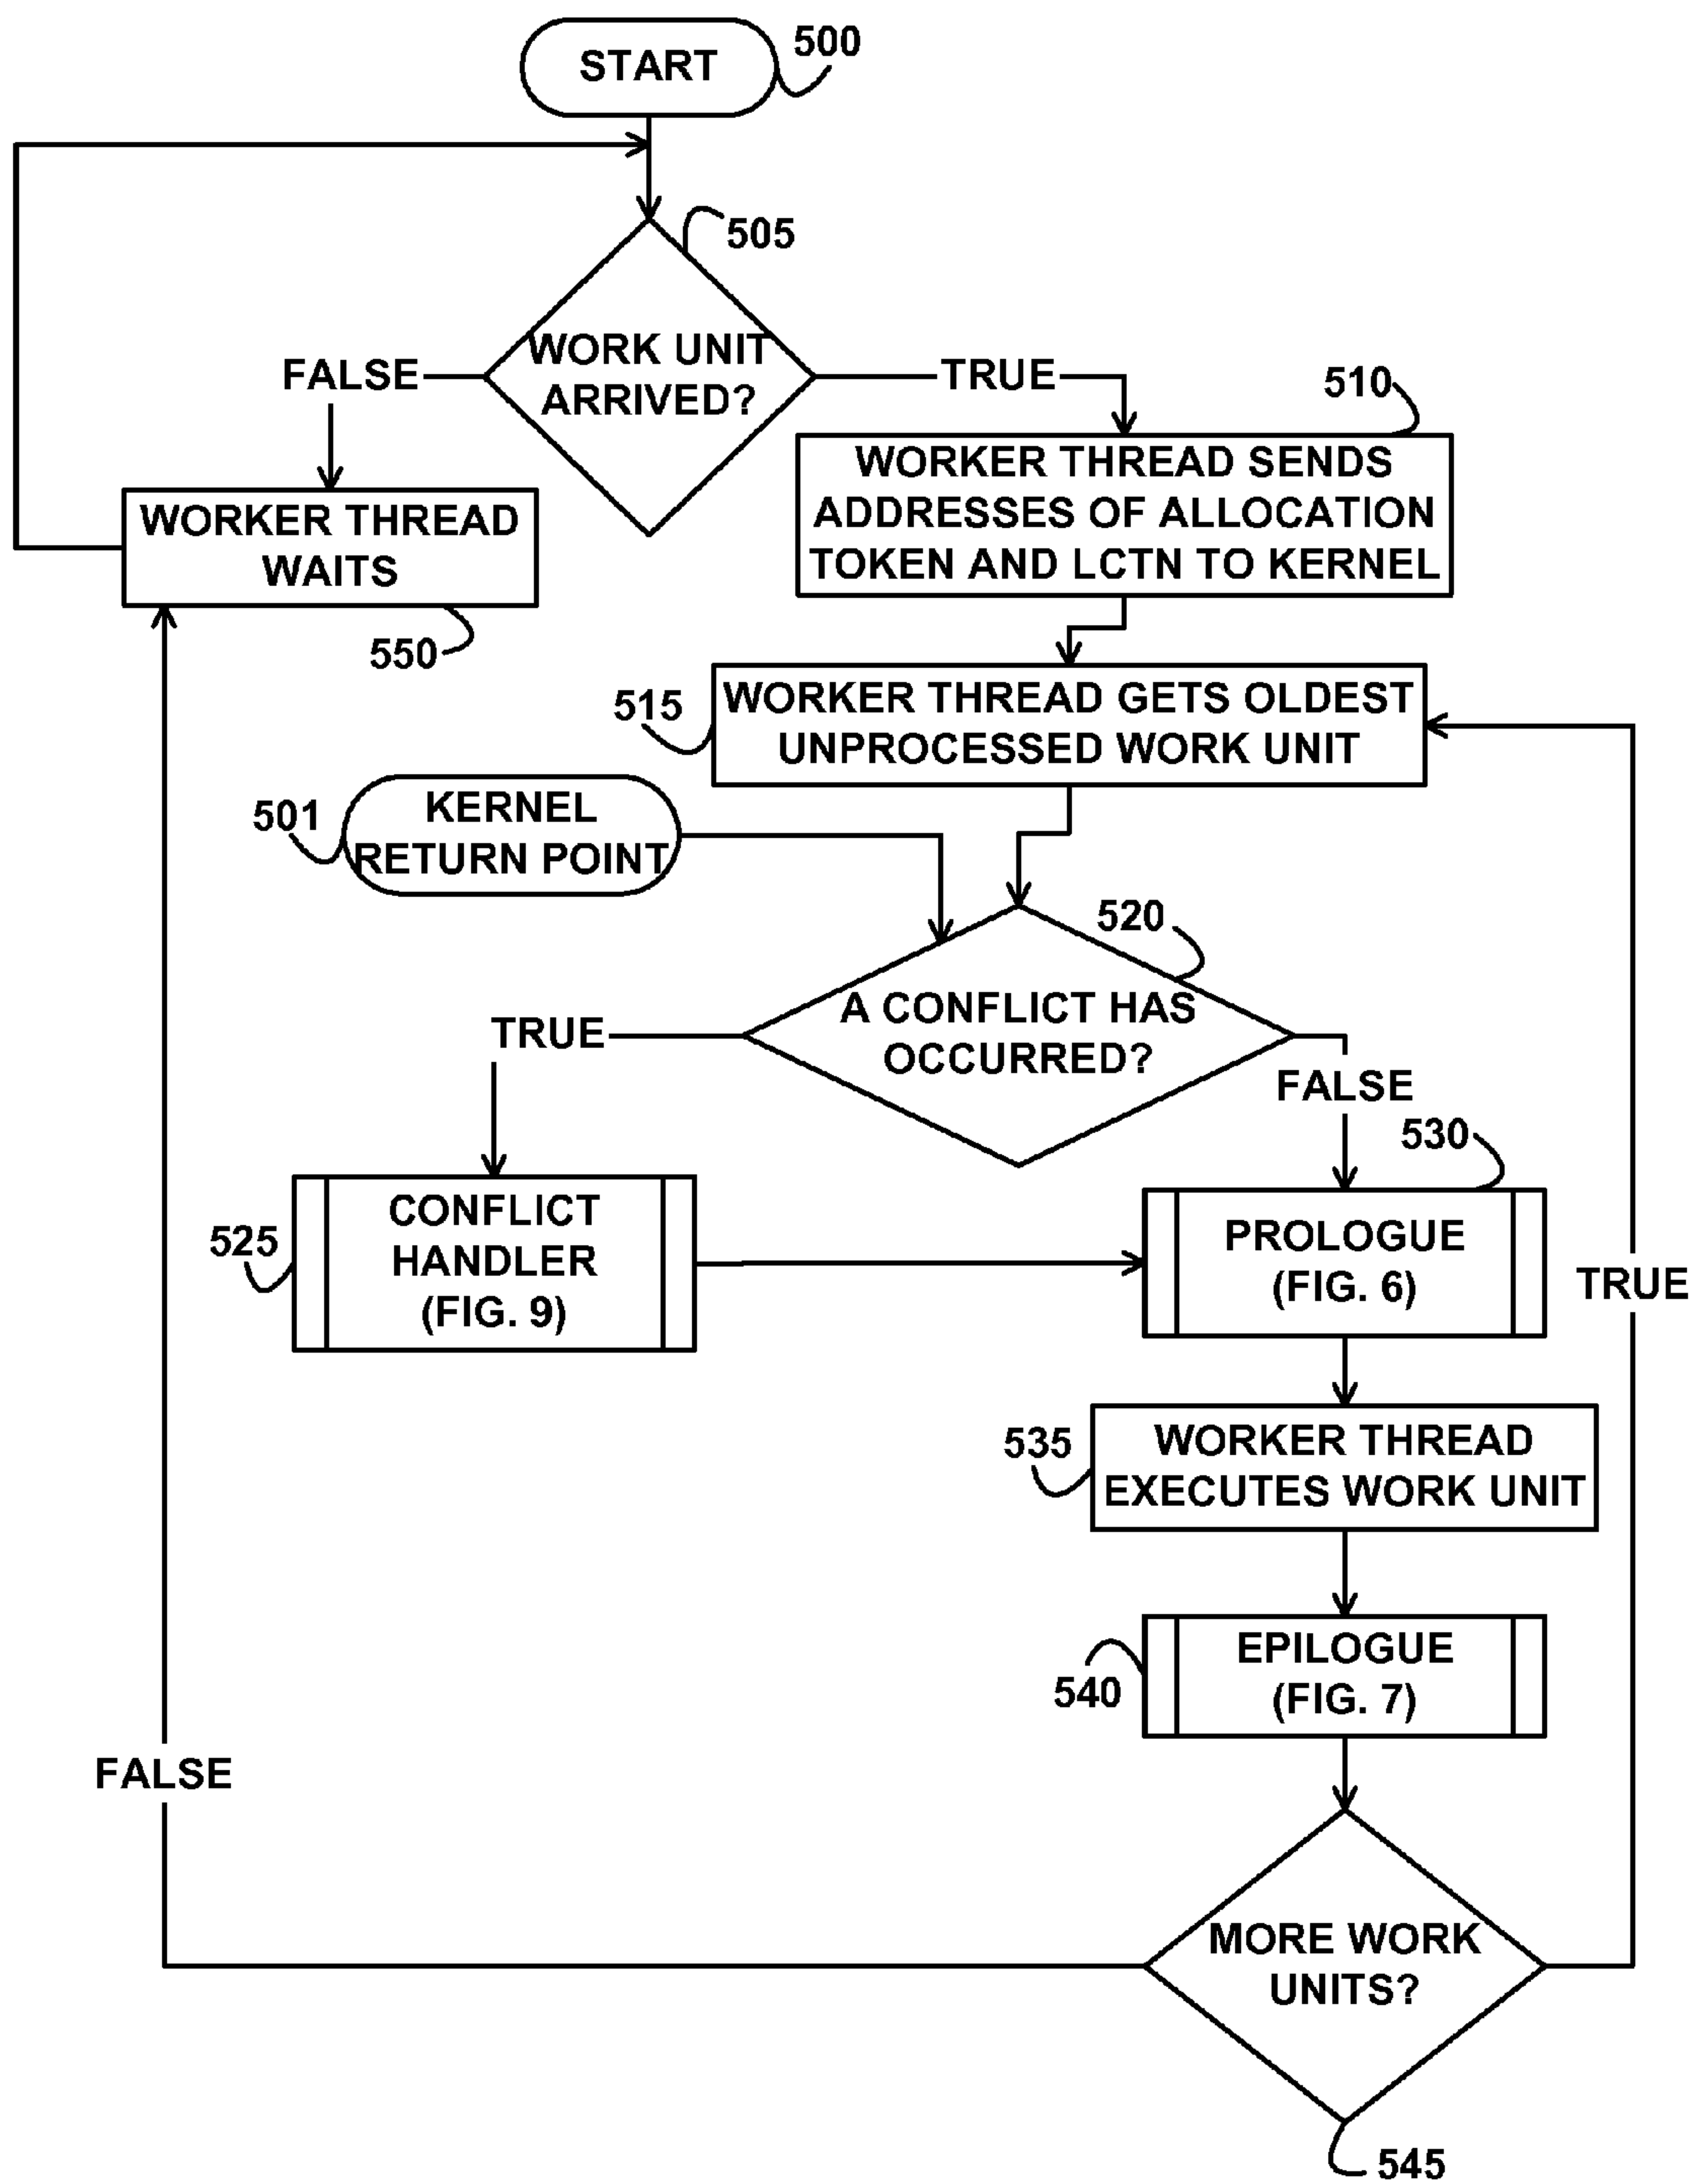 START
500
505
WORK UNIT
ARRIVED?
FALSE
TRUE
510
WORKER THREAD SENDS
ADDRESSES OF ALLOCATION
TOKEN AND LCTN TO KERNEL
WORKER THREAD
WAITS
550
515
WORKER THREAD GETS OLDEST
UNPROCESSED WORK UNIT
501
KERNEL
RETURN POINT
520
A CONFLICT HAS
OCCURRED?
TRUE
FALSE
525
CONFLICT
HANDLER
(FIG. 9)
530
PROLOGUE
(FIG. 6)
TRUE
535
WORKER THREAD
EXECUTES WORK UNIT
540
EPILOGUE
(FIG. 7)
FALSE
MORE WORK
UNITS?
545